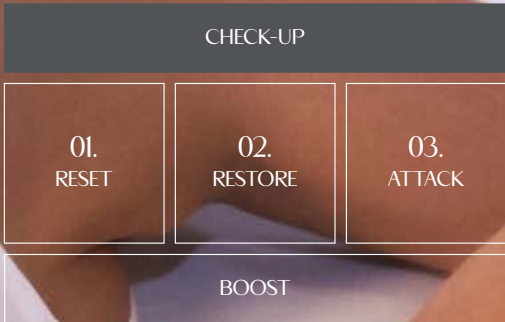 CHECK-UP
01.
RESET
02.
RESTORE
03.
ATTACK
BOOST